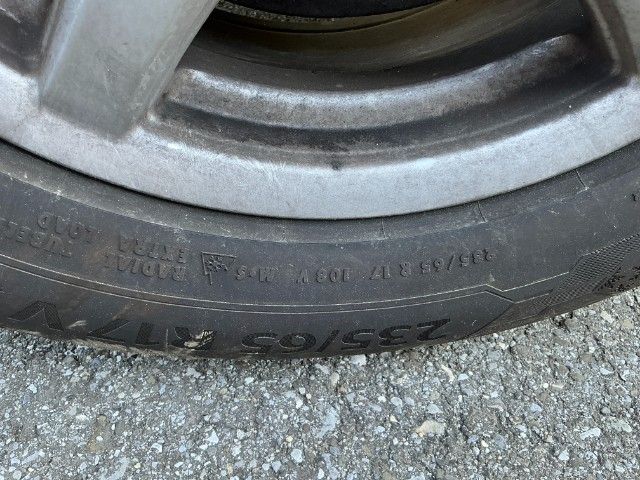 235/65 R 17 108 V M+S
RADIAL
EXTRA LOAD
235/65 R17 V